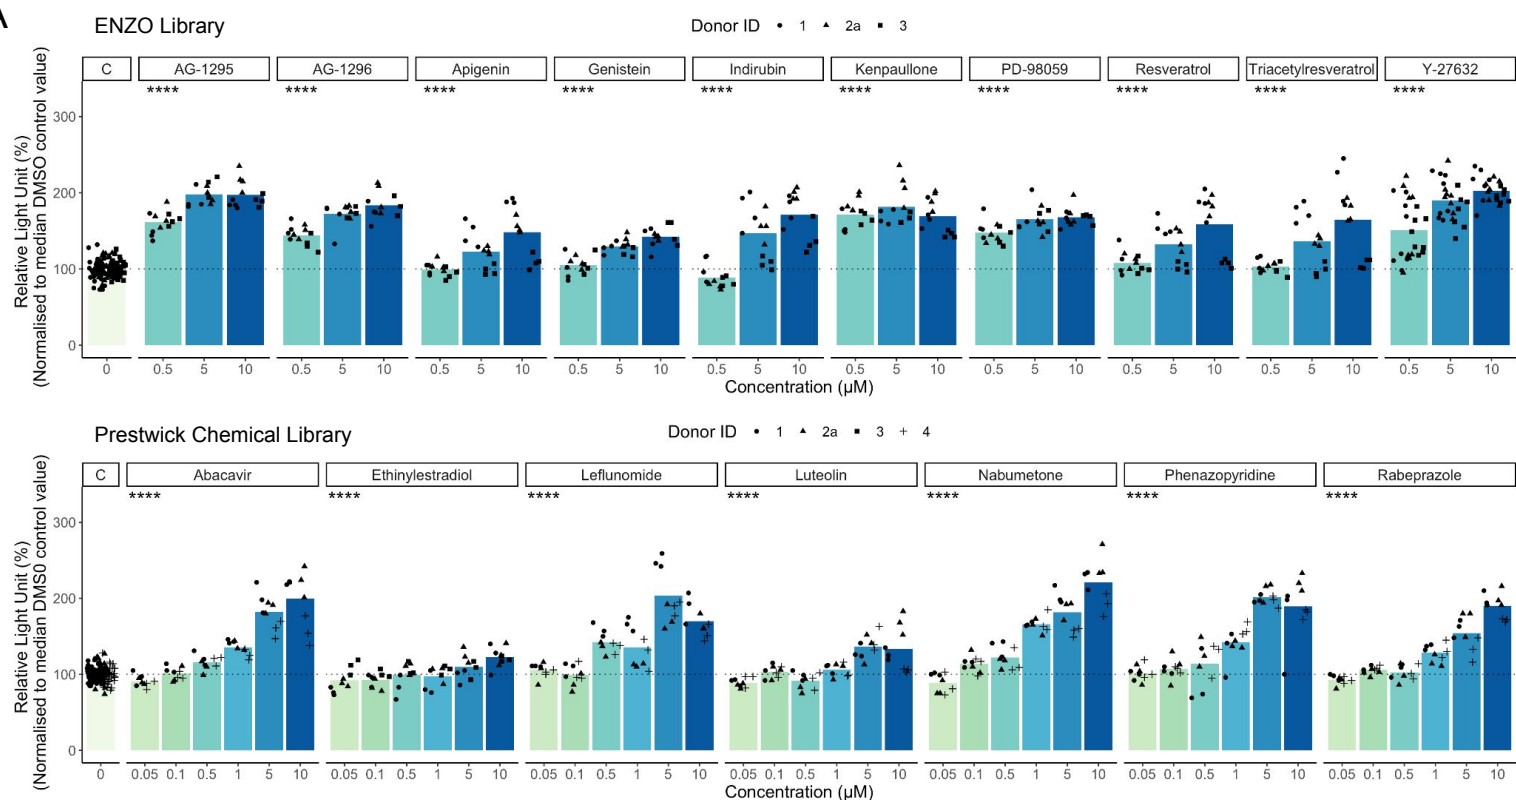 A
ENZO Library
Donor ID 1 2a 3
C AG-1295 AG-1296 Apigenin Genistein Indirubin Kenpaullone PD-98059 Resveratrol Triacetylresveratrol Y-27632
**** **** **** **** **** **** **** **** **** ****
Relative Light Unit (%)
(Normalised to median DMSO control value)
300
200
100
0
0 0.5 5 10 0.5 5 10 0.5 5 10 0.5 5 10 0.5 5 10 0.5 5 10 0.5 5 10 0.5 5 10 0.5 5 10 0.5 5 10
Concentration (µM)
Prestwick Chemical Library
Donor ID 1 2a 3 4
C Abacavir Ethinylestradiol Leflunomide Luteolin Nabumetone Phenazopyridine Rabeprazole
**** **** **** **** **** **** ****
Relative Light Unit (%)
(Normalised to median DMS0 control value)
300
200
100
0
0 0.05 0.1 0.5 1 5 10 0.05 0.1 0.5 1 5 10 0.05 0.1 0.5 1 5 10 0.05 0.1 0.5 1 5 10 0.05 0.1 0.5 1 5 10 0.05 0.1 0.5 1 5 10 0.05 0.1 0.5 1 5 10
Concentration (µM)